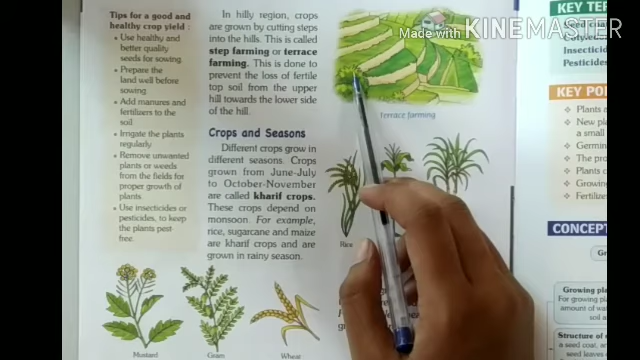 Made with KINEMASTER
Tips for a good and
healthy crop yield :
Use healthy and
better quality
seeds for sowing.
Prepare the
land well before
sowing.
Add manures and
fertilizers to the
soil.
Irrigate the plants
regularly.
Remove unwanted
plants or weeds
from the fields for
proper growth of
plants.
Use insecticides or
pesticides, to keep
the plants pest
free.
In hilly region, crops
are grown by cutting steps
into the hills. This is called
step farming or terrace
farming. This is done to
prevent the loss of fertile
top soil from the upper
hill towards the lower side
of the hill.
Crops and Seasons
Different crops grow in
different seasons. Crops
grown from June-July
to October-November
are called kharif crops.
These crops depend on
monsoon. For example,
rice, sugarcane and maize
are kharif crops and are
grown in rainy season.
Terrace farming
Rice
Mustard
Gram
Wheat
KEY TER
Seed
Cotyle
Insectici
Pesticides
KEY PO
Plants a
New pla
a small
Germin
The pro
Plants c
Growing
Fertilize
CONCEPT
Gr
Growing pla
For growing pla
amount of wat
soil a
Structure of
a seed coat,
seed leaves